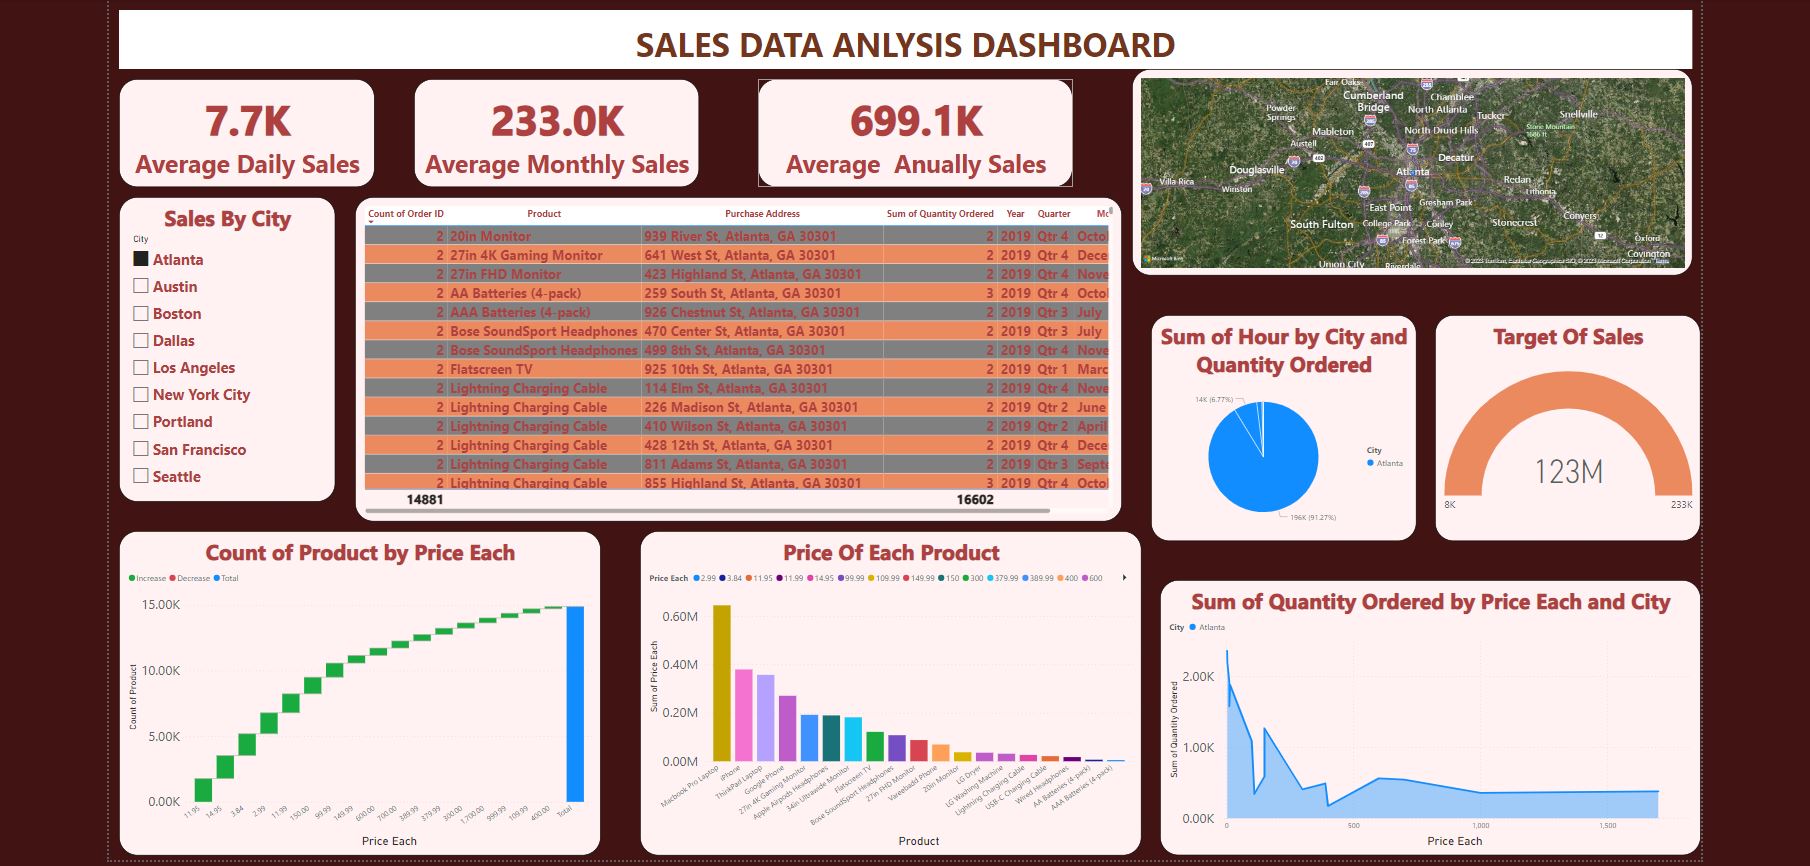 SALES DATA ANLYSIS DASHBOARD
7.7K
Average Daily Sales
233.0K
Average Monthly Sales
699.1K
Average  Anually Sales
Fair Oaks
Cumberland
Bridge
Chamblee
North Atlanta
Powder
Springs
Tucker
Snellville
Mableton
North Druid Hills
Stone Mountain
1686 ft
Austell
Decatur
Douglasville
Atlanta
Villa Rica
Winston
Redan
Lithonia
East Point
Gresham Park
Conyers
South Fulton
College Park
Conley
Stonecrest
Forest Park
Oxford
Union City
Riverdale
Covington
Microsoft Bing
Sales By City
City
Atlanta
Austin
Boston
Dallas
Los Angeles
New York City
Portland
San Francisco
Seattle
Count of Order ID Product Purchase Address Sum of Quantity Ordered Year Quarter Mo
2 20in Monitor 939 River St, Atlanta, GA 30301 2 2019 Qtr 4 Octo
2 27in 4K Gaming Monitor 641 West St, Atlanta, GA 30301 2 2019 Qtr 4 Dece
2 27in FHD Monitor 423 Highland St, Atlanta, GA 30301 2 2019 Qtr 4 Nove
2 AA Batteries (4-pack) 259 South St, Atlanta, GA 30301 3 2019 Qtr 4 Octo
2 AAA Batteries (4-pack) 926 Chestnut St, Atlanta, GA 30301 2 2019 Qtr 3 July
2 Bose SoundSport Headphones 470 Center St, Atlanta, GA 30301 2 2019 Qtr 3 July
2 Bose SoundSport Headphones 499 8th St, Atlanta, GA 30301 2 2019 Qtr 4 Nove
2 Flatscreen TV 925 10th St, Atlanta, GA 30301 2 2019 Qtr 1 Marc
2 Lightning Charging Cable 114 Elm St, Atlanta, GA 30301 2 2019 Qtr 4 Nove
2 Lightning Charging Cable 226 Madison St, Atlanta, GA 30301 2 2019 Qtr 2 June
2 Lightning Charging Cable 410 Wilson St, Atlanta, GA 30301 2 2019 Qtr 2 April
2 Lightning Charging Cable 428 12th St, Atlanta, GA 30301 2 2019 Qtr 4 Dece
2 Lightning Charging Cable 811 Adams St, Atlanta, GA 30301 2 2019 Qtr 3 Septe
2 Lightning Charging Cable 855 Highland St, Atlanta, GA 30301 3 2019 Qtr 4 Octo
14881 16602
Sum of Hour by City and
Quantity Ordered
14K (6.77%)
City
Atlanta
196K (91.27%)
Target Of Sales
123M
8K 233K
Count of Product by Price Each
Increase Decrease Total
Count of Product
15.00K
10.00K
5.00K
0.00K
11.95 14.95 3.84 2.99 11.99 150.00 99.99 149.99 600.00 700.00 389.99 379.99 300.00 1,700.00 999.99 109.99 400.00 Total
Price Each
Price Of Each Product
Price Each 2.99 3.84 11.95 11.99 14.95 99.99 109.99 149.99 150 300 379.99 389.99 400 600
Sum of Price Each
0.60M
0.40M
0.20M
0.00M
Macbook Pro Laptop
iPhone
ThinkPad Laptop
Google Phone
27in 4K Gaming Monitor
Apple Airpods Headphones
34in Ultrawide Monitor
Flatscreen TV
Bose SoundSport Headphones
27in FHD Monitor
Vareebadd Phone
20in Monitor
LG Dryer
LG Washing Machine
Lightning Charging Cable
USB-C Charging Cable
Wired Headphones
AA Batteries (4-pack)
AAA Batteries (4-pack)
Product
Sum of Quantity Ordered by Price Each and City
City Atlanta
Sum of Quantity Ordered
2.00K
1.00K
0.00K
0 500 1,000 1,500
Price Each